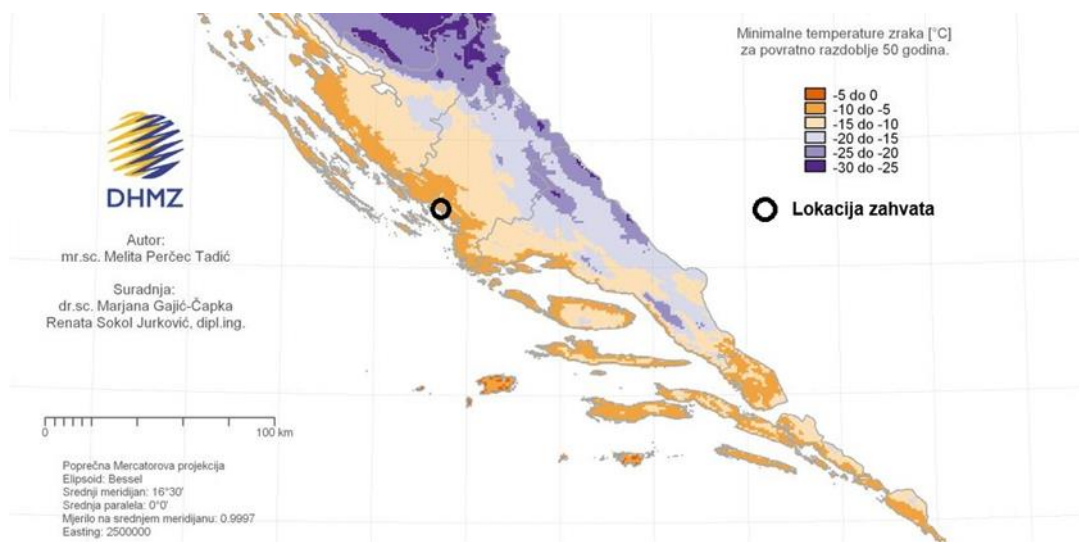 Minimalne temperature zraka [°C]
za povratno razdoblje 50 godina.
-5 do 0
-10 do -5
-15 do -10
-20 do -15
-25 do -20
-30 do -25
Lokacija zahvata
DHMZ
Autor:
mr.sc. Melita Perčec Tadić
Suradnja:
dr.sc. Marjana Gajić-Čapka
Renata Sokol Jurković, dipl.ing.
0 100 km
Poprečna Mercatorova projekcija
Elipsoid: Bessel
Srednji meridijan: 16°30'
Srednja paralela: 0°0'
Mjerilo na srednjem meridijanu: 0.9997
Easting: 2500000